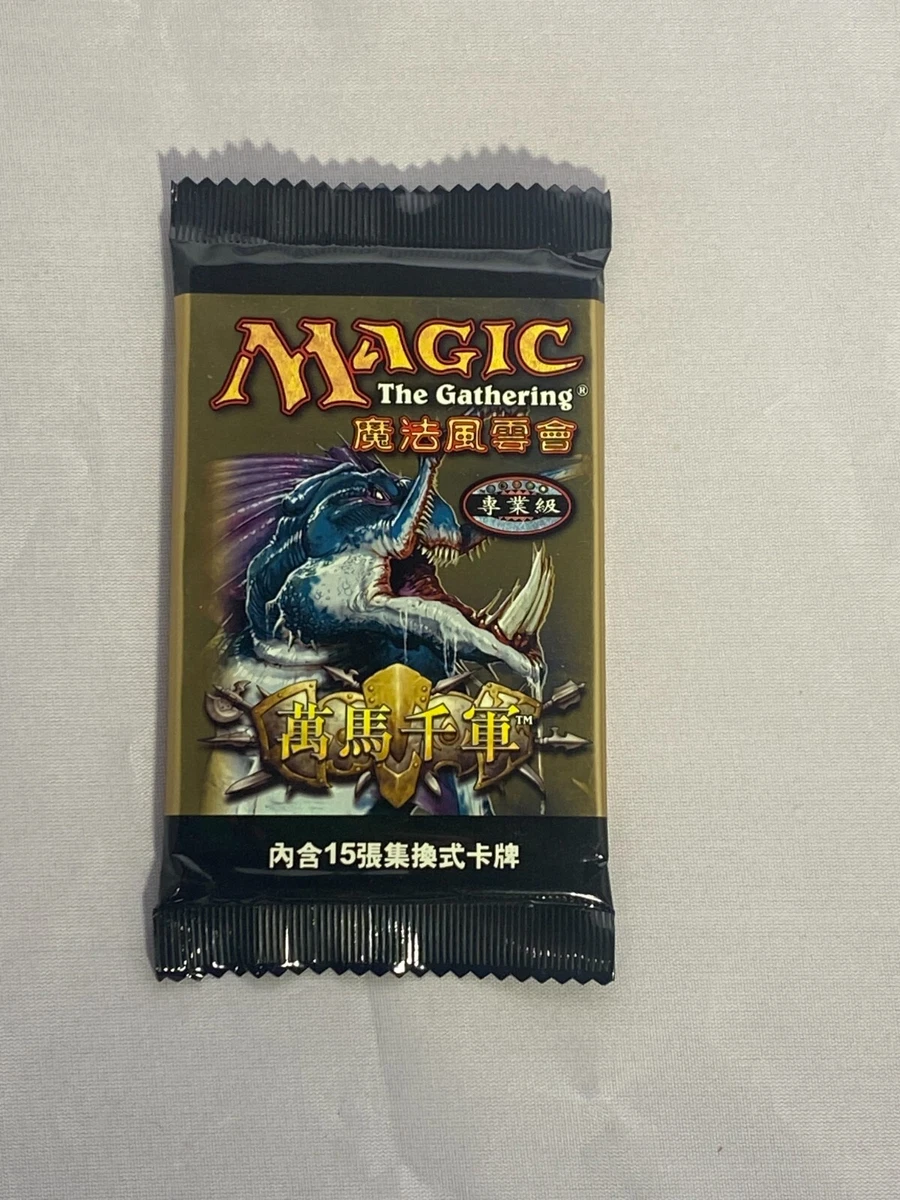 MAGIC
The Gathering®
魔法風雲會
專業級
萬馬千軍™
內含15張集換式卡牌